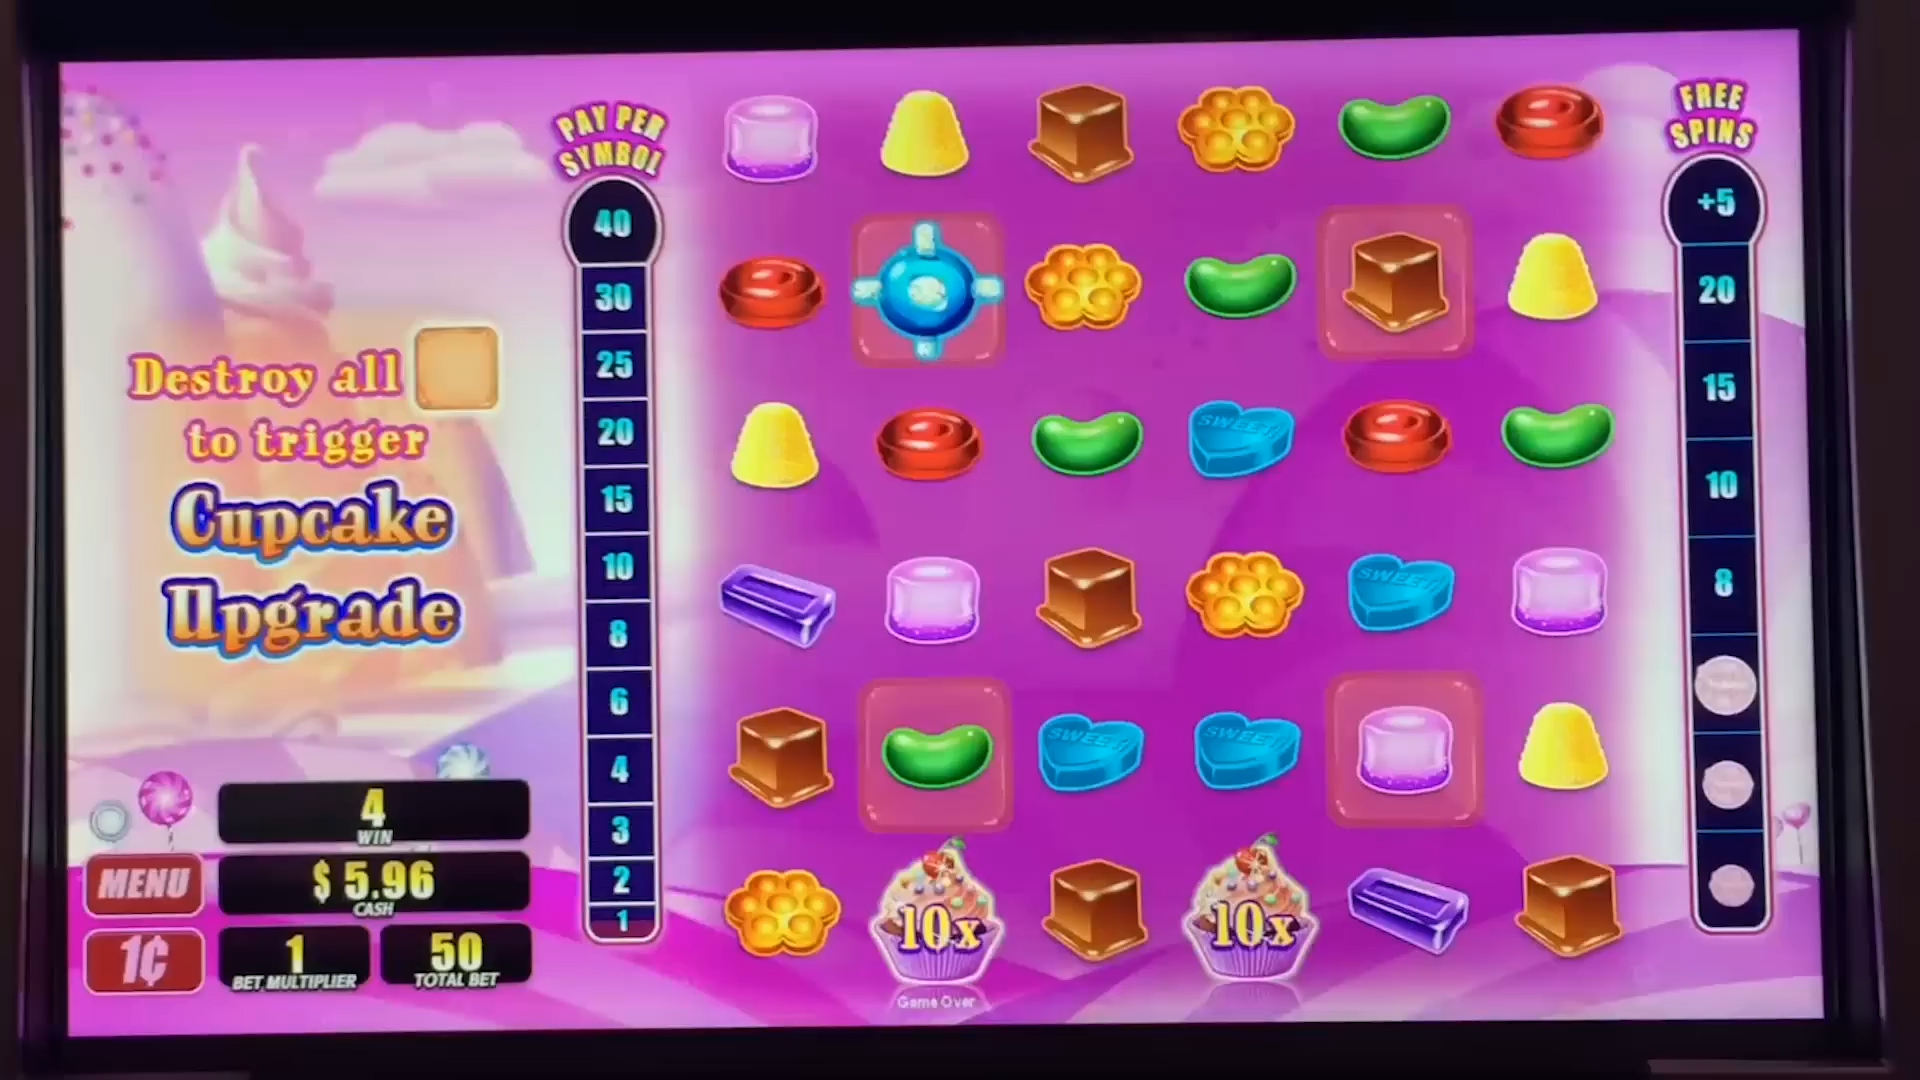 PAY PER
SYMBOL
40
30
25
20
15
10
8
6
4
3
2
1
Destroy all
to trigger
Cupcake
Upgrade
4
WIN
MENU
$ 5.96
CASH
1¢
1
BET MULTIPLIER
50
TOTAL BET
SWEET
SWEET
SWEET
SWEET
10x
10x
Game Over
FREE
SPINS
+5
20
15
10
8